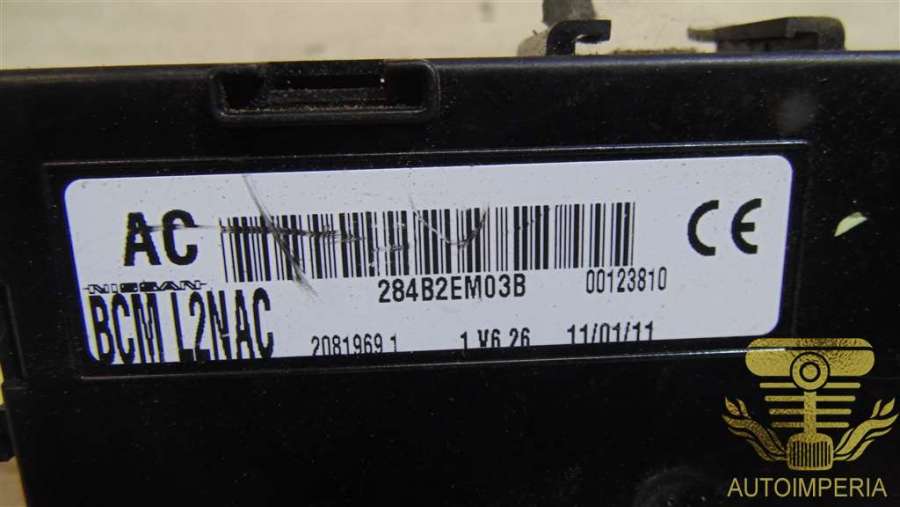 AC
CE
284B2EM03B 00123810
NISSAN
BCM L2NAC
2081969 1 1 V6.26 11/01/11
AUTOIMPERIA